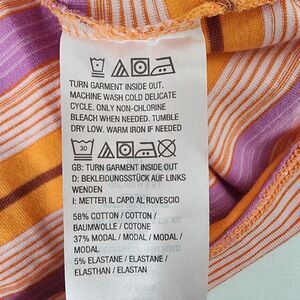 TURN GARMENT INSIDE OUT.
MACHINE WASH COLD DELICATE
CYCLE. ONLY NON-CHLORINE
BLEACH WHEN NEEDED. TUMBLE
DRY LOW. WARM IRON IF NEEDED
30
GB: TURN GARMENT INSIDE OUT
D: BEKLEIDUNGSSTÜCK AUF LINKS
WENDEN
I: METTER IL CAPO AL ROVESCIO
58% COTTON / COTTON /
BAUMWOLLE / COTONE
37% MODAL / MODAL / MODAL /
MODAL
5% ELASTANE / ELASTANE /
ELASTHAN / ELASTAN